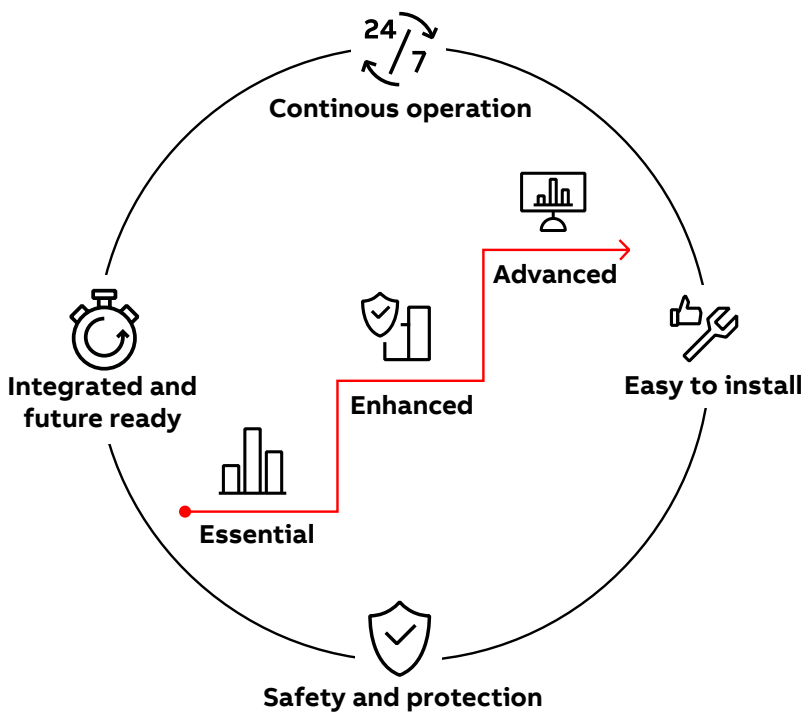 24
7
Continous operation
Advanced
Integrated and
future ready
Enhanced
Easy to install
Essential
Safety and protection